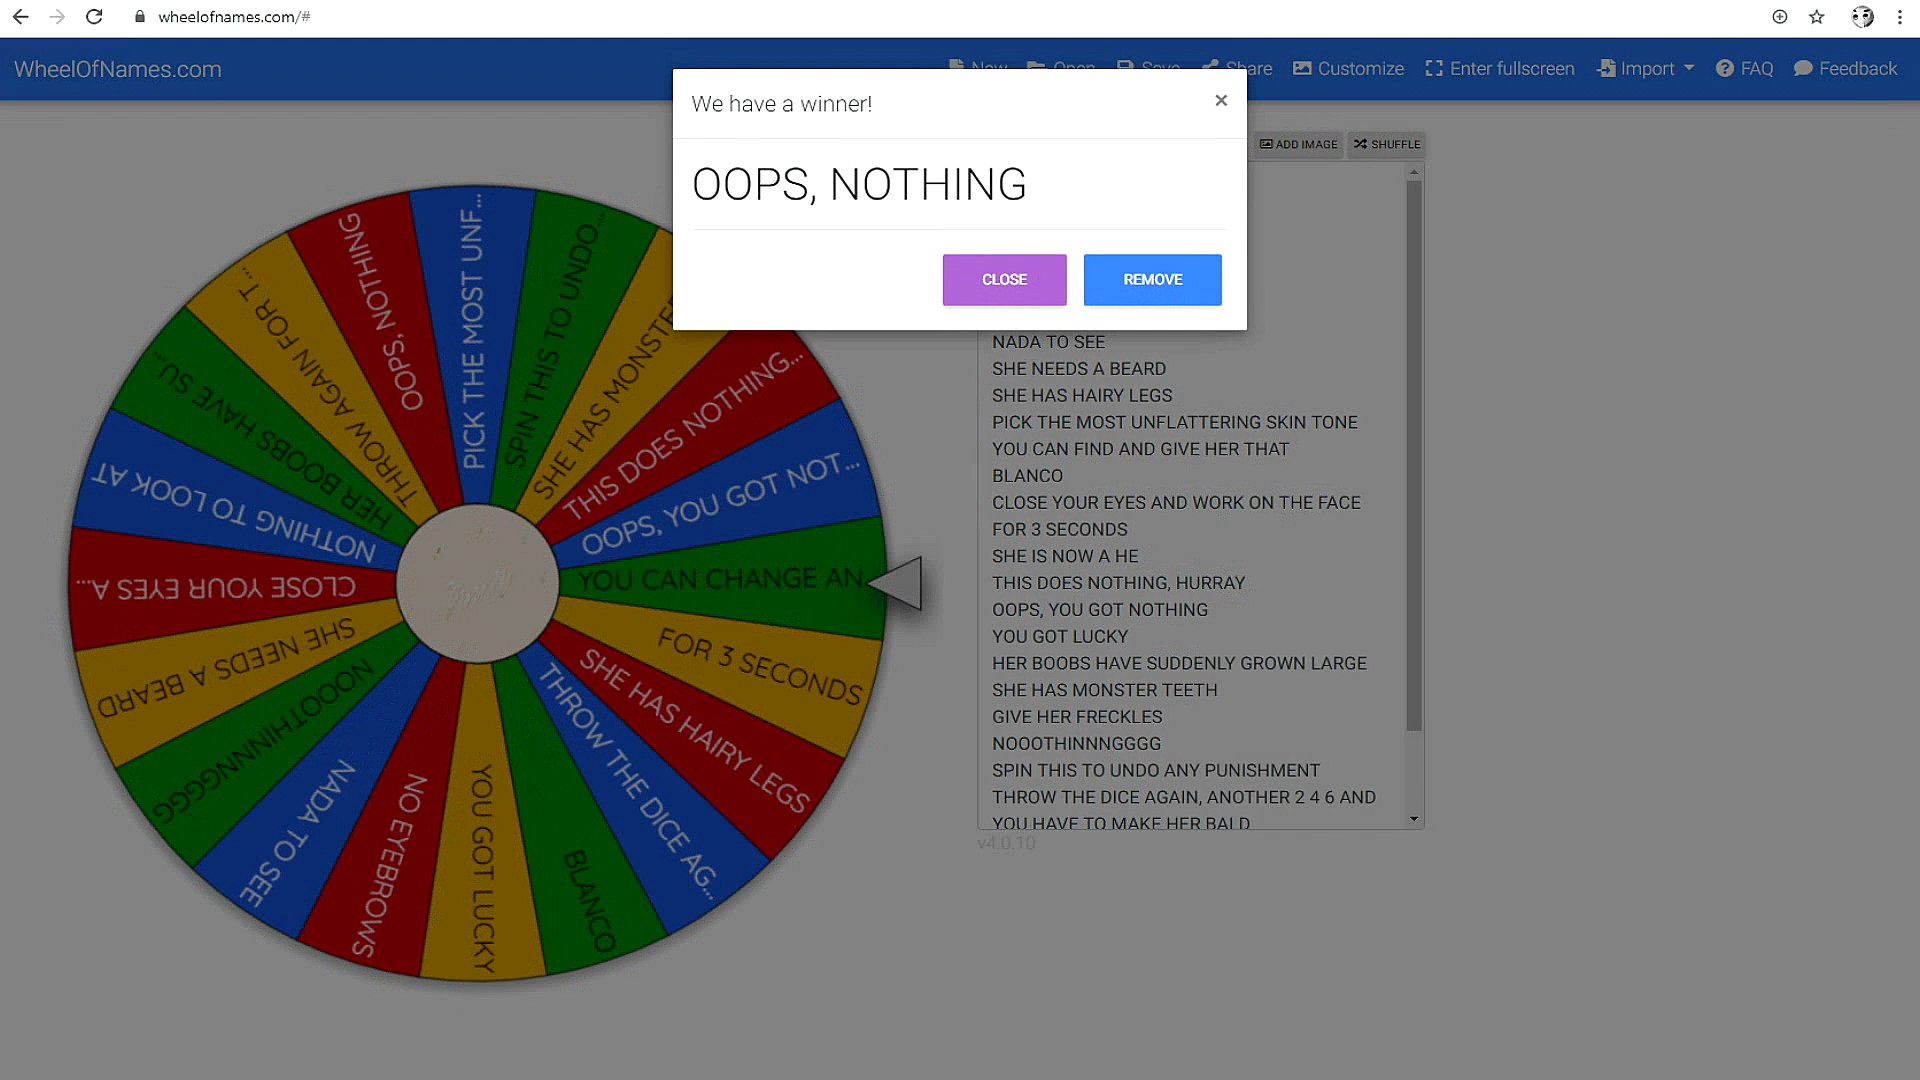 wheelofnames.com/#
WheelOfNames.com
New Open Save Share Customize Enter fullscreen Import FAQ Feedback
We have a winner!
×
OOPS, NOTHING
CLOSE REMOVE
ADD IMAGE SHUFFLE
NADA TO SEE
SHE NEEDS A BEARD
SHE HAS HAIRY LEGS
PICK THE MOST UNFLATTERING SKIN TONE
YOU CAN FIND AND GIVE HER THAT
BLANCO
CLOSE YOUR EYES AND WORK ON THE FACE
FOR 3 SECONDS
SHE IS NOW A HE
THIS DOES NOTHING, HURRAY
OOPS, YOU GOT NOTHING
YOU GOT LUCKY
HER BOOBS HAVE SUDDENLY GROWN LARGE
SHE HAS MONSTER TEETH
GIVE HER FRECKLES
NOOOTHINNNGGGG
SPIN THIS TO UNDO ANY PUNISHMENT
THROW THE DICE AGAIN, ANOTHER 2 4 6 AND
YOU HAVE TO MAKE HER BALD
v4.0.10
PICK THE MOST UNF...
SPIN THIS TO UNDO...
SHE HAS MONSTE
THIS DOES NOTHING...
OOPS, YOU GOT NOT...
YOU CAN CHANGE AN
FOR 3 SECONDS
SHE HAS HAIRY LEGS
THROW THE DICE AG...
BLANCO
YOU GOT LUCKY
NO EYEBROWS
NADA TO SEE
NOOOTHINNNGGGG
SHE NEEDS A BEARD
CLOSE YOUR EYES A...
NOTHING TO LOOK AT
HER BOOBS HAVE SU...
THROW AGAIN FOR T...
OOPS, NOTHING